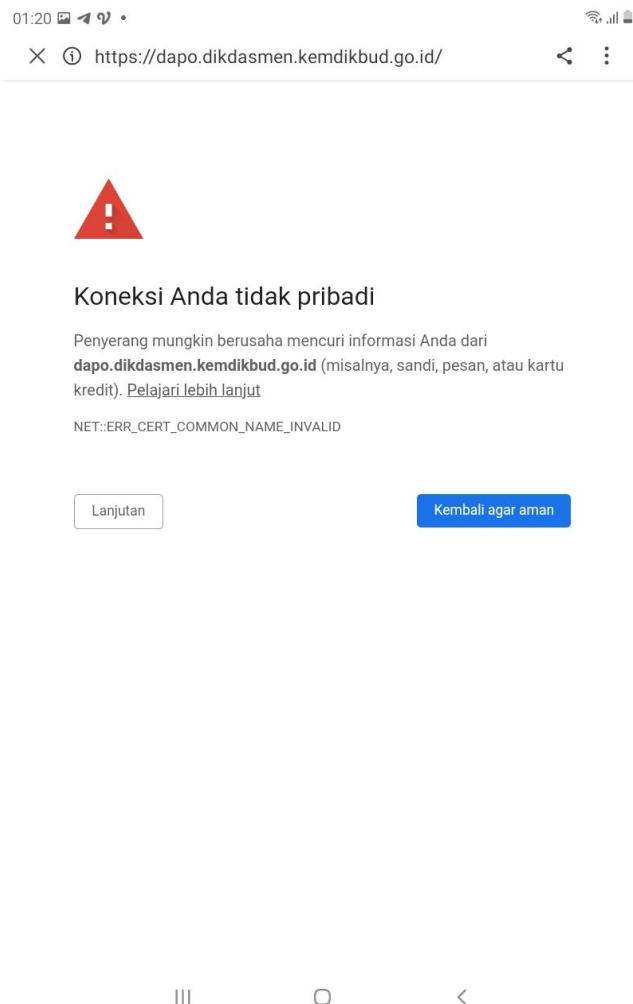 01:20
https://dapo.dikdasmen.kemdikbud.go.id/
Koneksi Anda tidak pribadi
Penyerang mungkin berusaha mencuri informasi Anda dari
dapo.dikdasmen.kemdikbud.go.id (misalnya, sandi, pesan, atau kartu
kredit). Pelajari lebih lanjut
NET::ERR_CERT_COMMON_NAME_INVALID
Lanjutan
Kembali agar aman